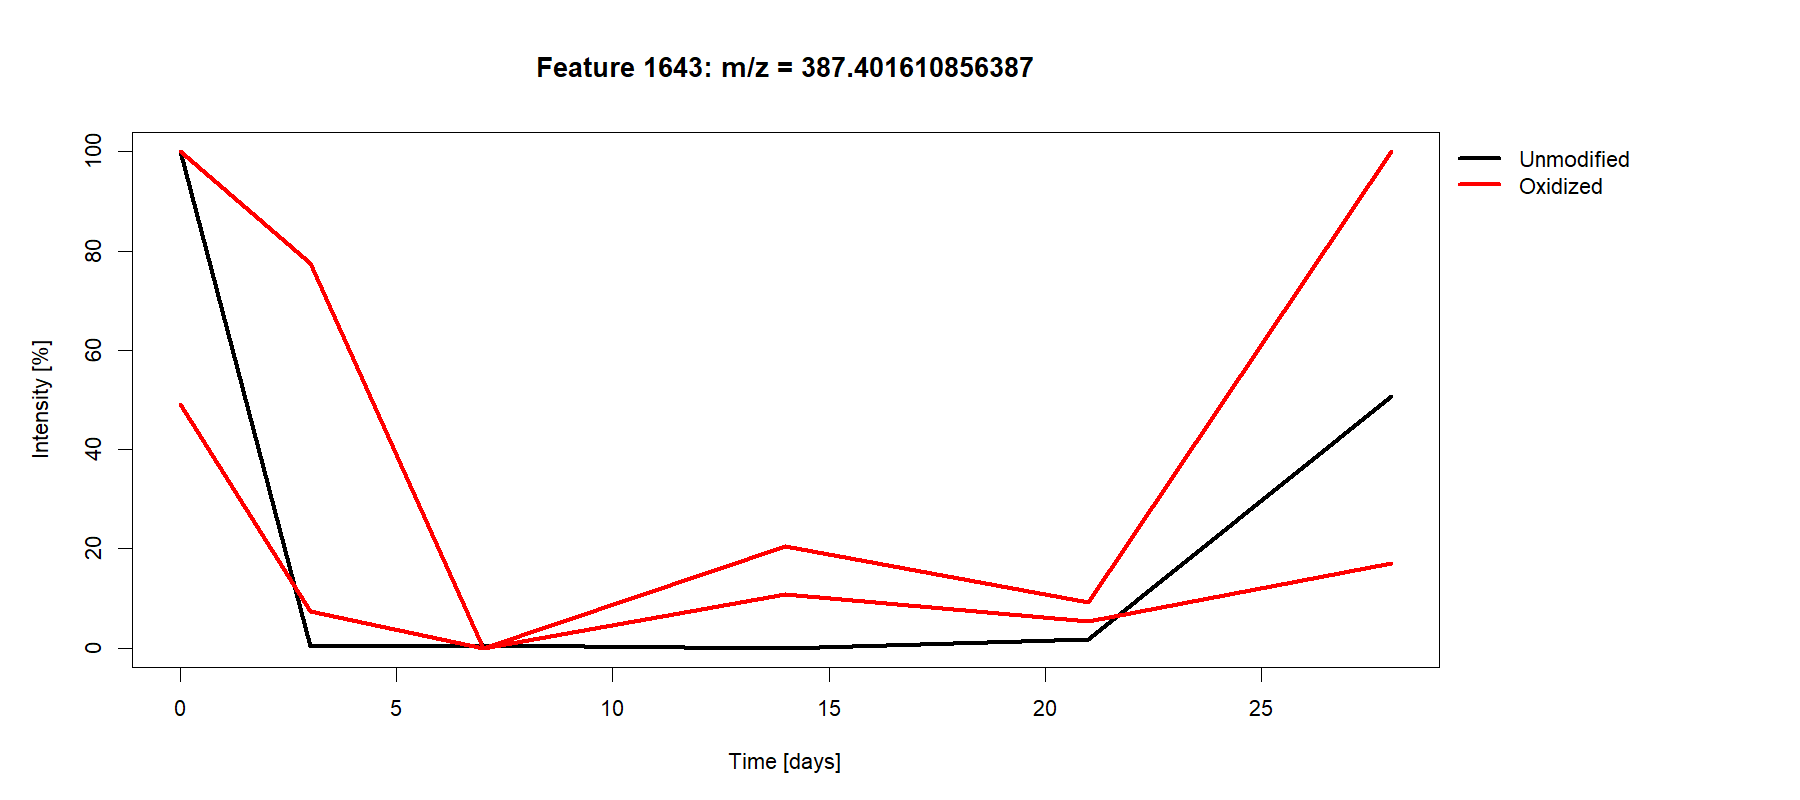 Feature 1643: m/z = 387.401610856387
Unmodified
Oxidized
100
80
60
40
20
0
Intensity [%]
0 5 10 15 20 25
Time [days]